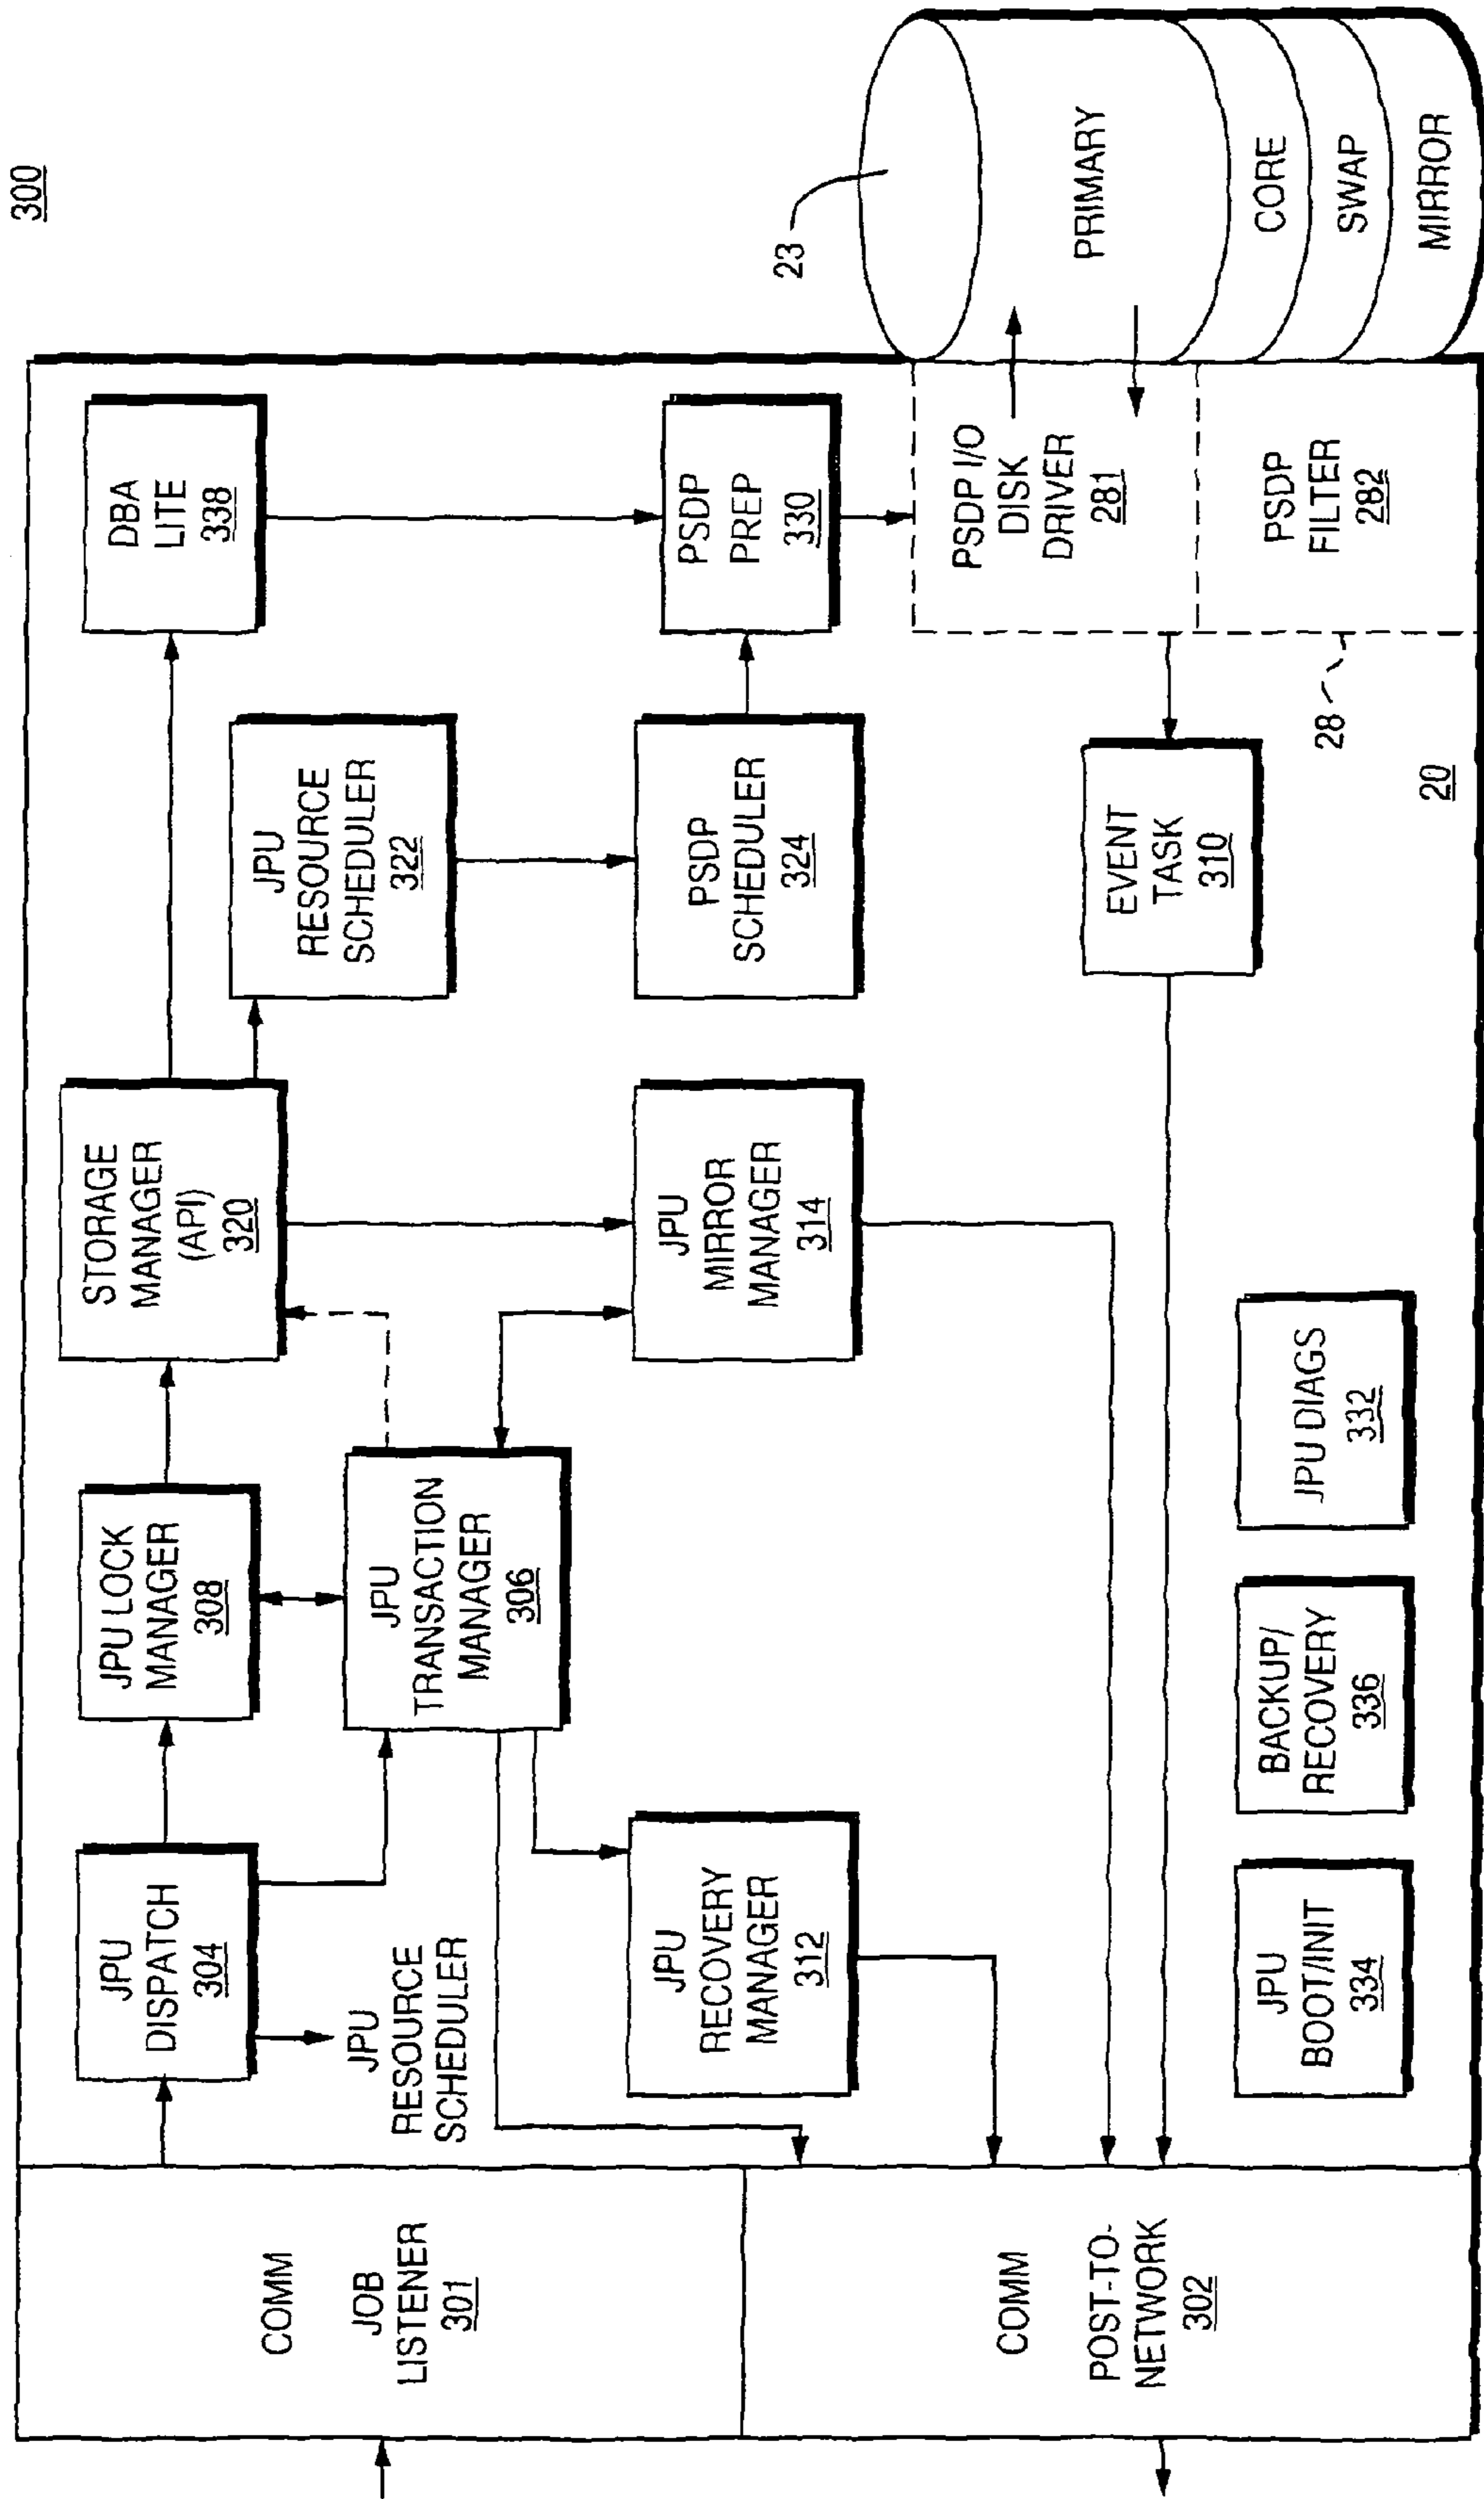 300
COMM
JOB
LISTENER
301
COMM
POST-TO-
NETWORK
302
JPU
DISPATCH
304
JPU
RESOURCE
SCHEDULER
JPU LOCK
MANAGER
308
JPU
TRANSACTION
MANAGER
306
JPU
RECOVERY
MANAGER
312
STORAGE
MANAGER
(API)
320
JPU
MIRROR
MANAGER
314
JPU
RESOURCE
SCHEDULER
322
PSDP
SCHEDULER
324
DBA
LITE
338
PSDP
PREP
330
PSDP I/O
DISK
DRIVER
281
PSDP
FILTER
282
EVENT
TASK
310
JPU
BOOT/INIT
334
BACKUP/
RECOVERY
336
JPU DIAGS
332
28
20
23
PRIMARY
CORE
SWAP
MIRROR